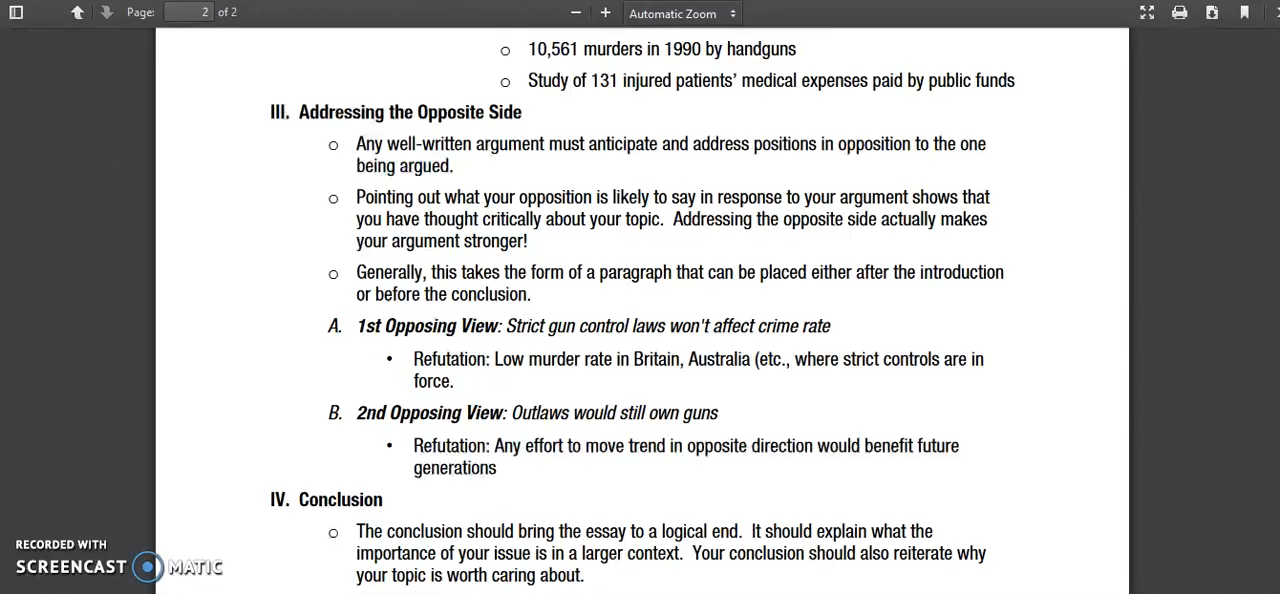 Page: 2 of 2 Automatic Zoom
o 10,561 murders in 1990 by handguns
o Study of 131 injured patients’ medical expenses paid by public funds
III. Addressing the Opposite Side
o Any well-written argument must anticipate and address positions in opposition to the one
being argued.
o Pointing out what your opposition is likely to say in response to your argument shows that
you have thought critically about your topic. Addressing the opposite side actually makes
your argument stronger!
o Generally, this takes the form of a paragraph that can be placed either after the introduction
or before the conclusion.
A. 1st Opposing View: Strict gun control laws won't affect crime rate
• Refutation: Low murder rate in Britain, Australia (etc., where strict controls are in
force.
B. 2nd Opposing View: Outlaws would still own guns
• Refutation: Any effort to move trend in opposite direction would benefit future
generations
IV. Conclusion
o The conclusion should bring the essay to a logical end. It should explain what the
importance of your issue is in a larger context. Your conclusion should also reiterate why
your topic is worth caring about.
RECORDED WITH
SCREENCAST MATIC